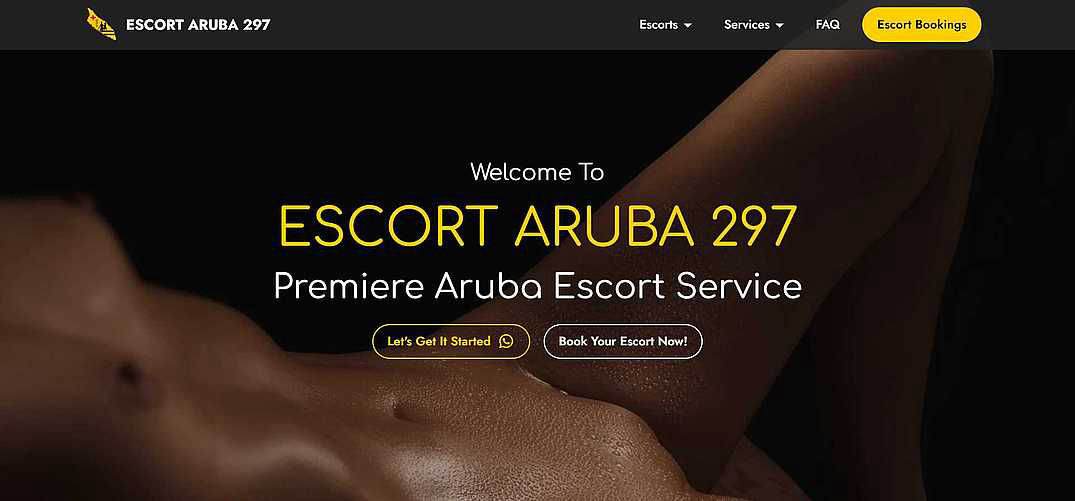 ESCORT ARUBA 297
Escorts
Services
FAQ
Escort Bookings
Welcome To
ESCORT ARUBA 297
Premiere Aruba Escort Service
Let's Get It Started
Book Your Escort Now!